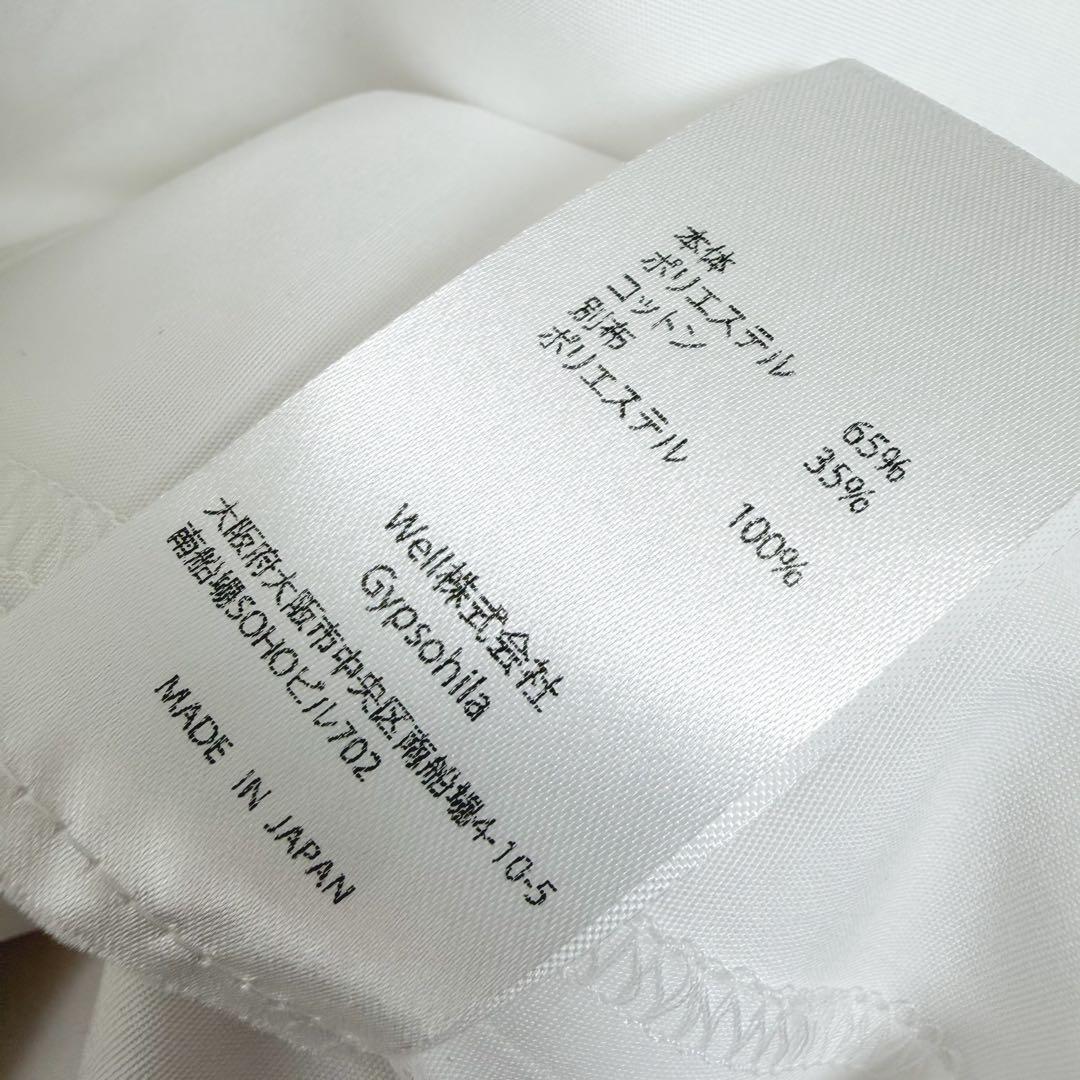 本体
ポリエステル 65%
コットン 35%
別布
ポリエステル 100%
Well株式会社
Gypsohila
大阪府大阪市中央区南船場4-10-5
南船場SOHOビル702
MADE IN JAPAN